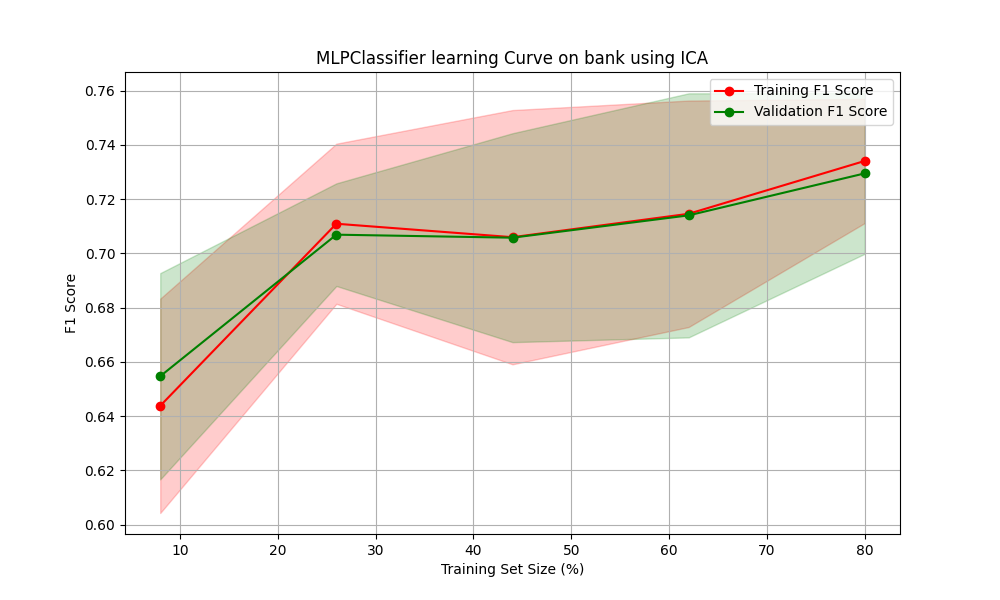 MLPClassifier learning Curve on bank using ICA
Training F1 Score
Validation F1 Score
F1 Score
0.76
0.74
0.72
0.70
0.68
0.66
0.64
0.62
0.60
10 20 30 40 50 60 70 80
Training Set Size (%)